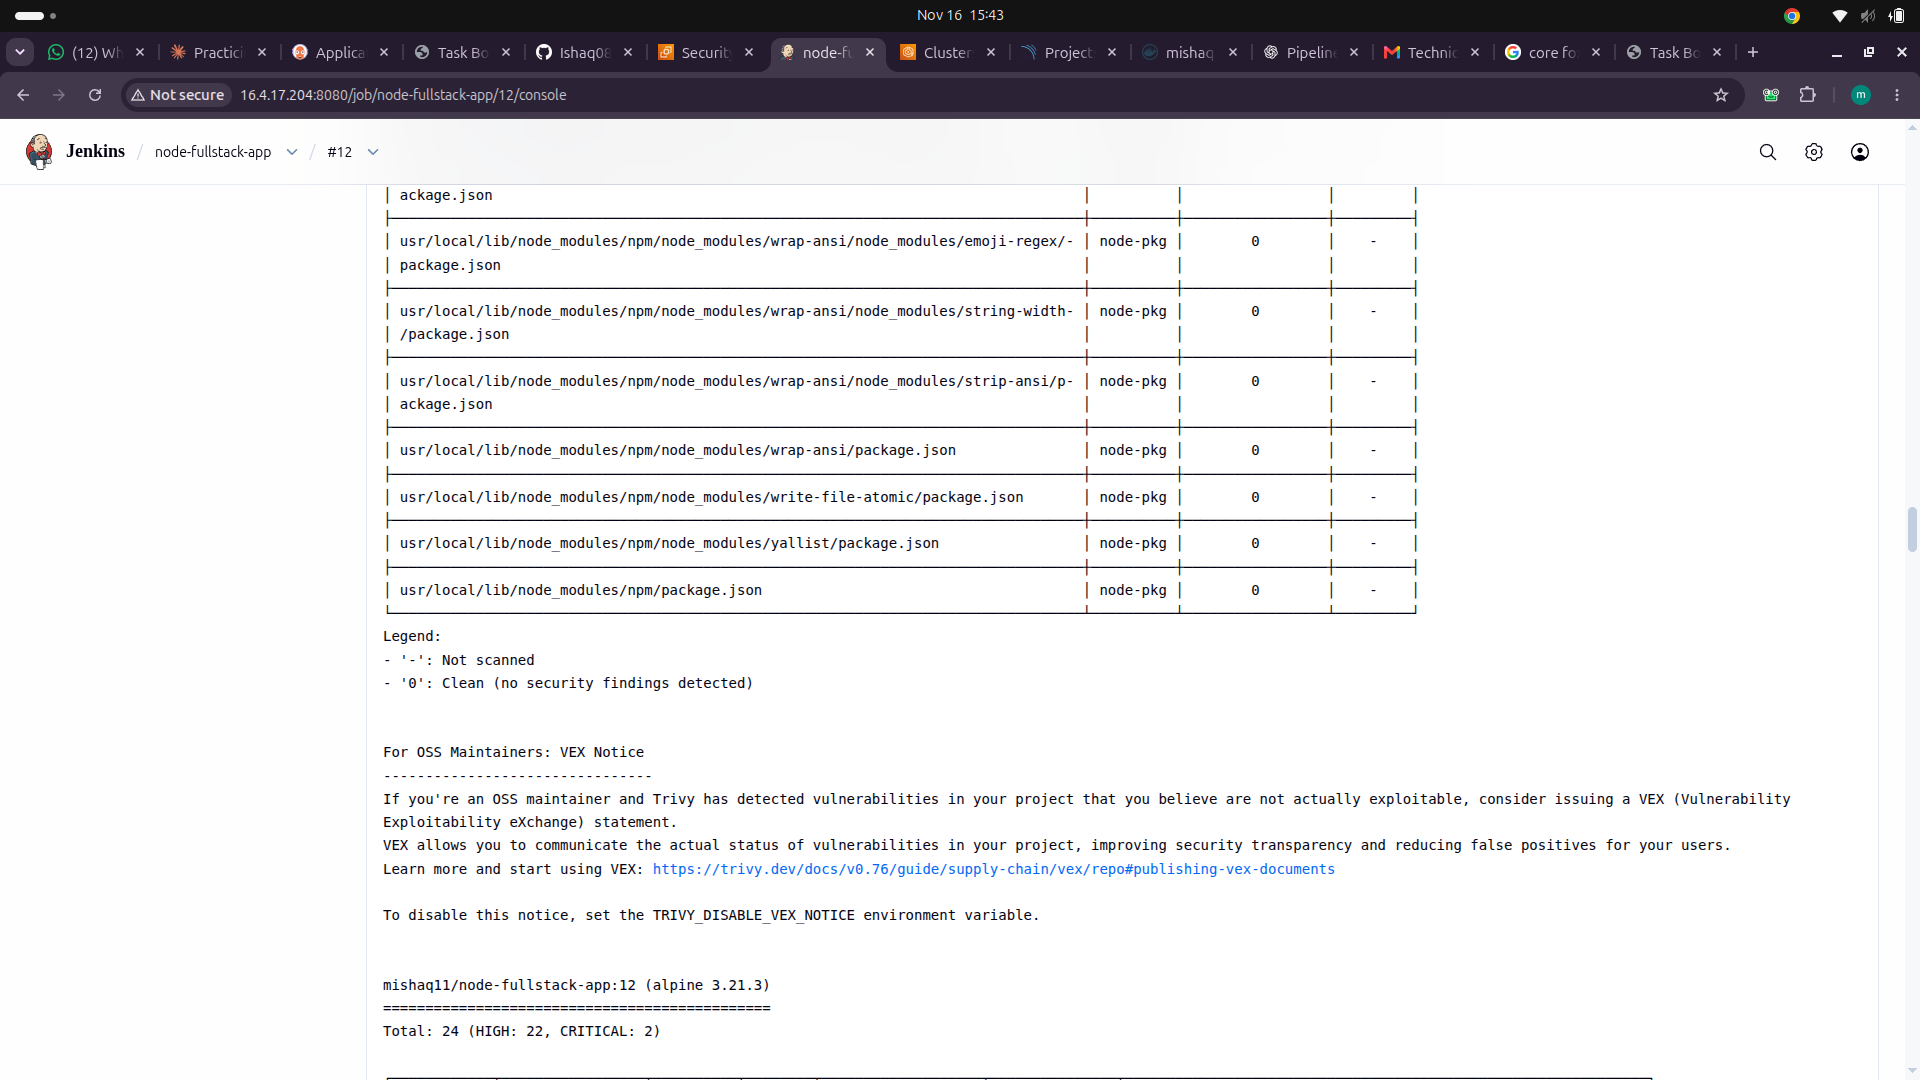 Nov 16 15:43
(12) Wh
Practici
Applica
Task Bo
Ishaq08
Security
node-fu
Cluster
Project
mishaq
Pipeline
Technic
core fo
Task Bo
Not secure
16.4.17.204:8080/job/node-fullstack-app/12/console
m
Jenkins / node-fullstack-app / #12
ackage.json
usr/local/lib/node_modules/npm/node_modules/wrap-ansi/node_modules/emoji-regex/- | node-pkg | 0 | -
package.json
usr/local/lib/node_modules/npm/node_modules/wrap-ansi/node_modules/string-width- | node-pkg | 0 | -
/package.json
usr/local/lib/node_modules/npm/node_modules/wrap-ansi/node_modules/strip-ansi/p- | node-pkg | 0 | -
ackage.json
usr/local/lib/node_modules/npm/node_modules/wrap-ansi/package.json | node-pkg | 0 | -
usr/local/lib/node_modules/npm/node_modules/write-file-atomic/package.json | node-pkg | 0 | -
usr/local/lib/node_modules/npm/node_modules/yallist/package.json | node-pkg | 0 | -
usr/local/lib/node_modules/npm/package.json | node-pkg | 0 | -
Legend:
- '-': Not scanned
- '0': Clean (no security findings detected)
For OSS Maintainers: VEX Notice
--------------------------------
If you're an OSS maintainer and Trivy has detected vulnerabilities in your project that you believe are not actually exploitable, consider issuing a VEX (Vulnerability
Exploitability eXchange) statement.
VEX allows you to communicate the actual status of vulnerabilities in your project, improving security transparency and reducing false positives for your users.
Learn more and start using VEX: https://trivy.dev/docs/v0.76/guide/supply-chain/vex/repo#publishing-vex-documents
To disable this notice, set the TRIVY_DISABLE_VEX_NOTICE environment variable.
mishaq11/node-fullstack-app:12 (alpine 3.21.3)
==============================================
Total: 24 (HIGH: 22, CRITICAL: 2)